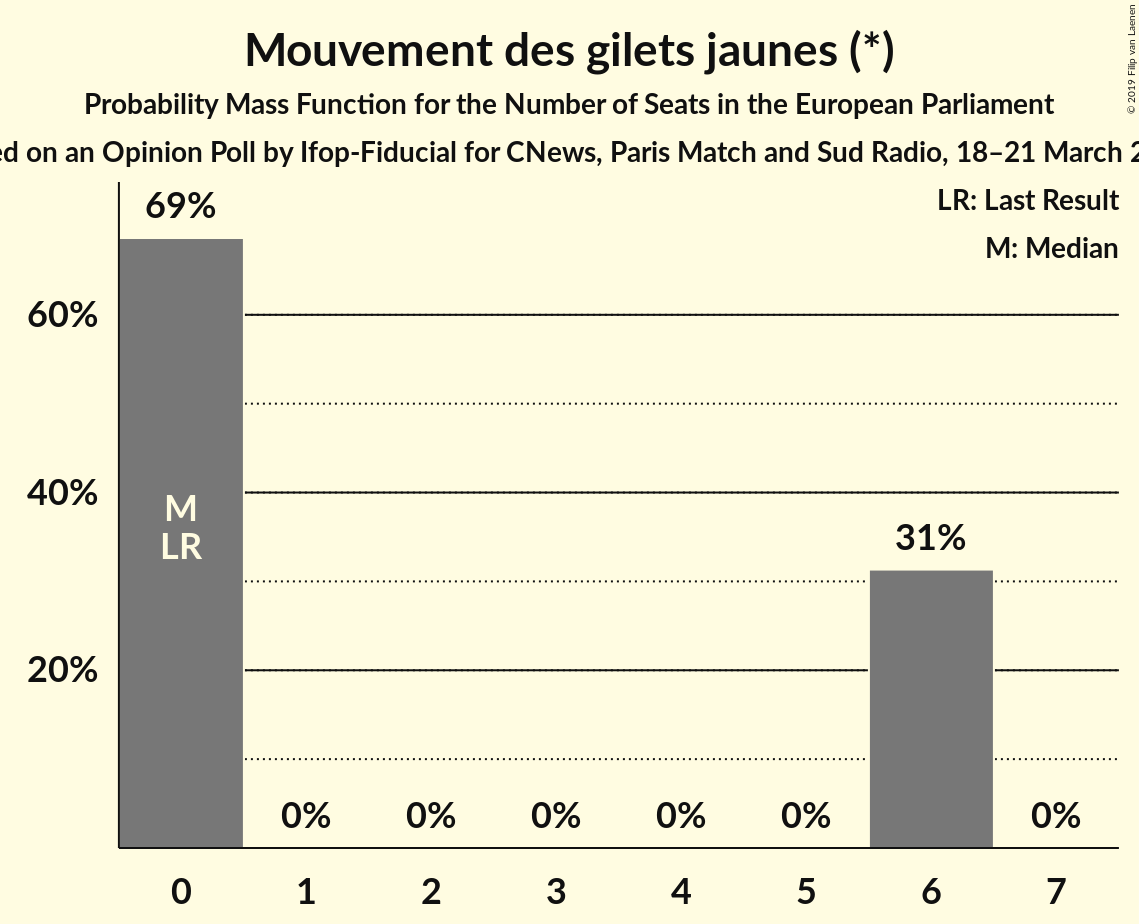 Mouvement des gilets jaunes (*)
Probability Mass Function for the Number of Seats in the European Parliament
ed on an Opinion Poll by Ifop-Fiducial for CNews, Paris Match and Sud Radio, 18–21 March 2
© 2019 Filip van Laenen
LR: Last Result
M: Median
69%
60%
40%
20%
M
LR
31%
0% 0% 0% 0% 0% 0%
0 1 2 3 4 5 6 7